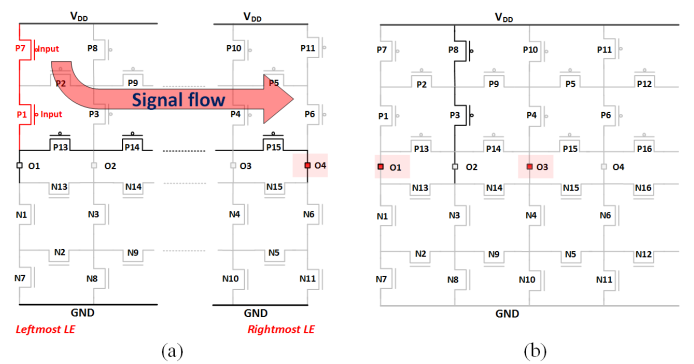 V_DD V_DD V_DD
P7 Input P8 P10 P11 P7 P8 P10 P11
P2 P9 P5 P2 P9 P5 P12
Signal flow
P1 Input P3 P4 P6 P1 P3 P4 P6
P13 P14 P15 P13 P14 P15 P16
O1 O2 O3 O4 O1 O2 O3 O4
N13 N14 N15 N13 N14 N15 N16
N1 N3 N4 N6 N1 N3 N4 N6
N2 N9 N5 N2 N9 N5 N12
N7 N8 N10 N11 N7 N8 N10 N11
GND GND GND
Leftmost LE Rightmost LE
(a) (b)